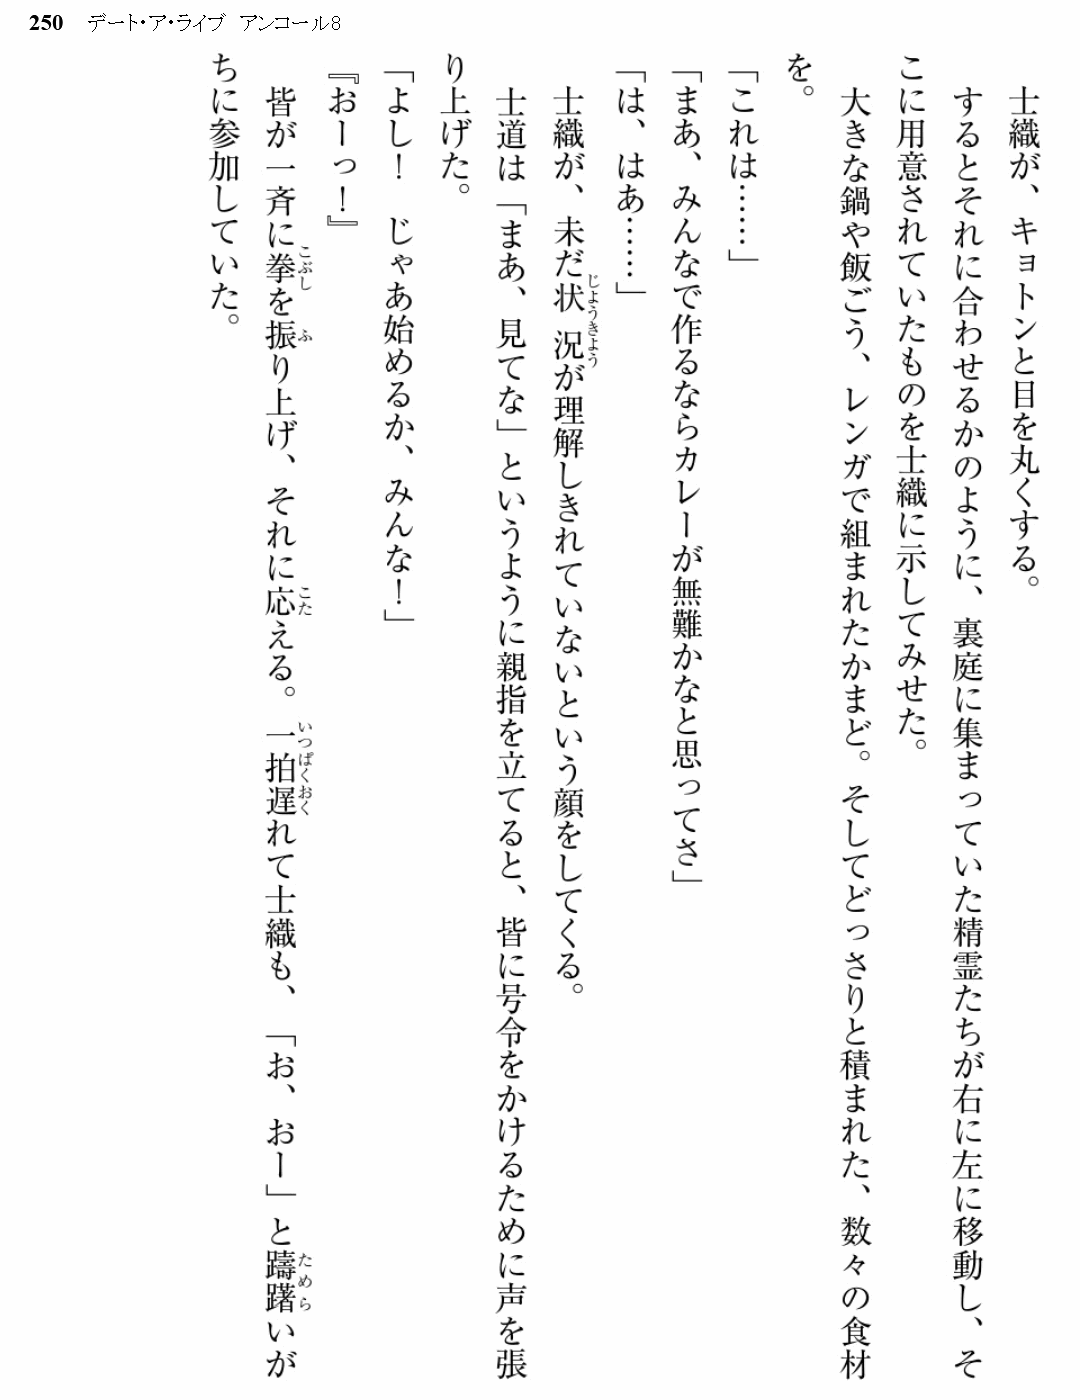 250 デート・ア・ライブ アンコール8
士織が、キョトンと目を丸くする。
するとそれに合わせるかのように、裏庭に集まっていた精霊たちが右に左に移動し、そ
こに用意されていたものを士織に示してみせた。
大きな鍋や飯ごう、レンガで組まれたかまど。そしてどっさりと積まれた、数々の食材
を。
「これは……」
「まあ、みんなで作るならカレーが無難かなと思ってさ」
「は、はあ……」
士織が、未だ状況が理解しきれていないという顔をしてくる。
士道は「まあ、見てな」というように親指を立てると、皆に号令をかけるために声を張
り上げた。
「よし！　じゃあ始めるか、みんな！」
『おーっ！』
皆が一斉に拳を振り上げ、それに応える。一拍遅れて士織も、「お、おー」と躊躇いが
ちに参加していた。